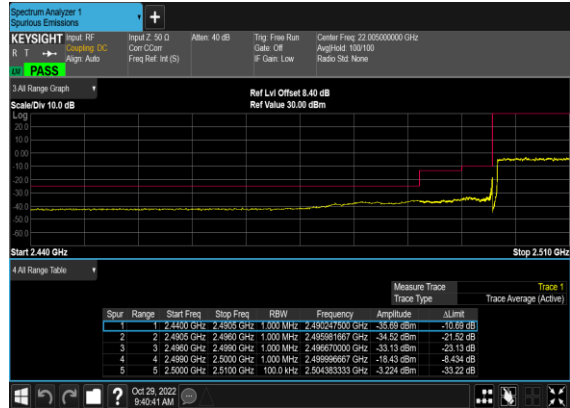 Spectrum Analyzer 1
Spurious Emissions
KEYSIGHT Input: RF Input Z: 50 Ω Atten: 40 dB Trig: Free Run Center Freq: 22.005000000 GHz
R T Coupling: DC Corr CCorr Gate: Off Avg|Hold: 100/100
Align: Auto Freq Ref: Int (S) IF Gain: Low Radio Std: None
PASS
3 All Range Graph
Ref Lvl Offset 8.40 dB
Scale/Div 10.0 dB Ref Value 30.00 dBm
Log
20.0
10.0
0.00
-10.0
-20.0
-30.0
-40.0
-50.0
-60.0
Start 2.440 GHz Stop 2.510 GHz
4 All Range Table
Measure Trace Trace 1
Trace Type Trace Average (Active)
Spur Range Start Freq Stop Freq RBW Frequency Amplitude ΔLimit
1 1 2.4400 GHz 2.4905 GHz 1.000 MHz 2.490247500 GHz -35.69 dBm -10.69 dB
2 2 2.4905 GHz 2.4960 GHz 1.000 MHz 2.495981667 GHz -34.52 dBm -21.52 dB
3 3 2.4960 GHz 2.4990 GHz 1.000 MHz 2.496670000 GHz -33.13 dBm -23.13 dB
4 4 2.4990 GHz 2.5000 GHz 1.000 MHz 2.499996667 GHz -18.43 dBm -8.434 dB
5 5 2.5000 GHz 2.5100 GHz 100.0 kHz 2.504383333 GHz -3.224 dBm -33.22 dB
? Oct 29, 2022
9:40:41 AM